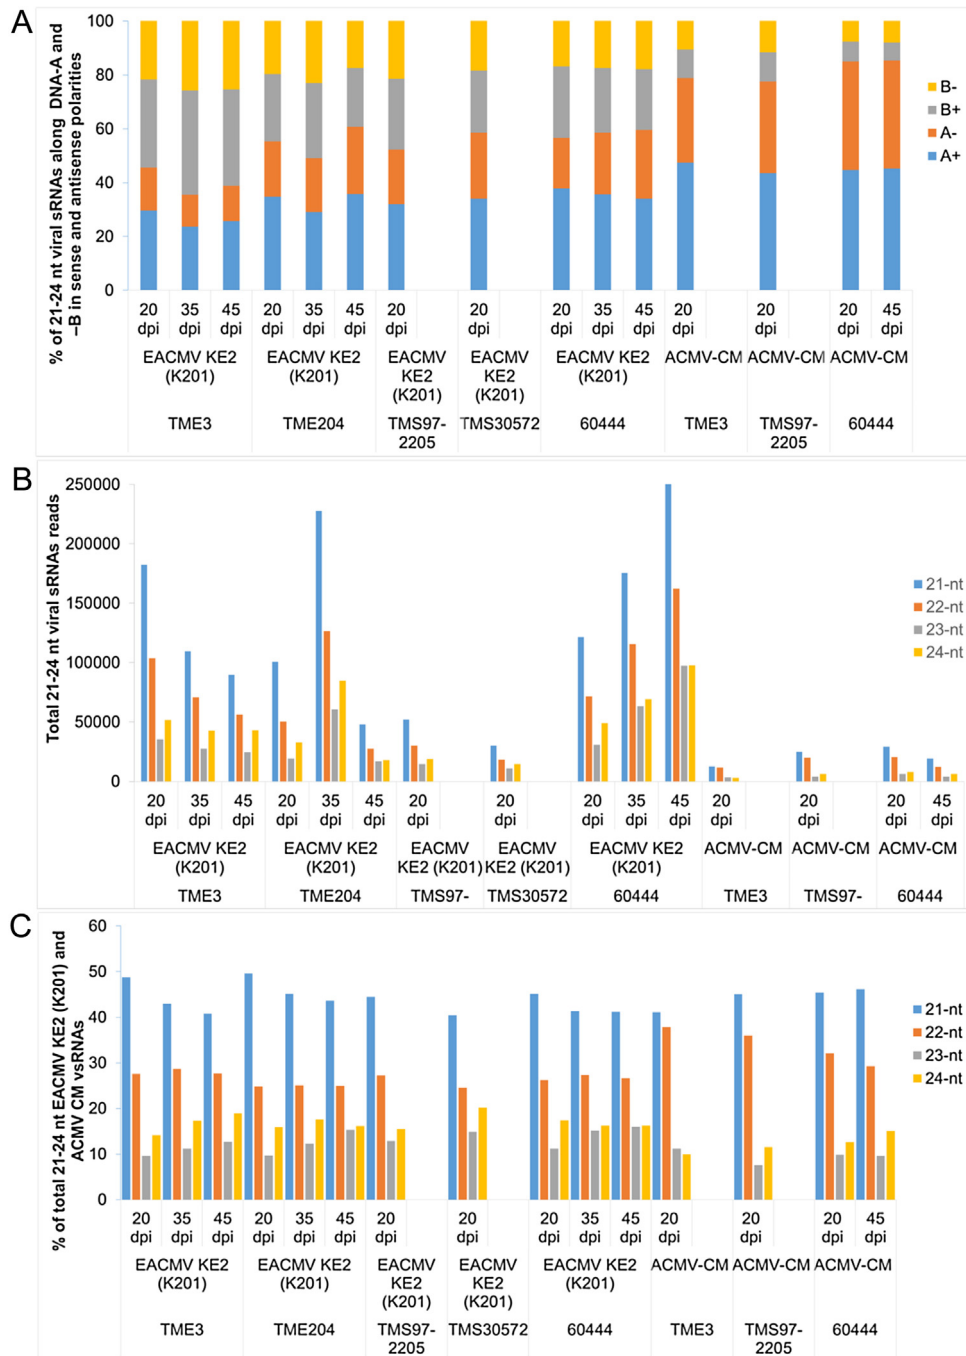 A
% of 21-24 nt viral sRNAs along DNA-A and
–B in sense and antisense polarities
100
80
60
40
20
0
B-
B+
A-
A+
20 35 45 20 35 45 20 20 20 35 45 20 20 20 45
dpi dpi dpi dpi dpi dpi dpi dpi dpi dpi dpi dpi dpi dpi dpi
EACMV KE2 EACMV KE2 EACMV EACMV EACMV KE2 ACMV-CM ACMV-CM ACMV-CM
(K201) (K201) KE2 KE2 (K201)
(K201) (K201)
TME3 TME204 TMS97- TMS30572 60444 TME3 TMS97- 60444
2205 2205
B
Total 21-24 nt viral sRNAs reads
250000
200000
150000
100000
50000
0
21-nt
22-nt
23-nt
24-nt
20 35 45 20 35 45 20 20 20 35 45 20 20 20 45
dpi dpi dpi dpi dpi dpi dpi dpi dpi dpi dpi dpi dpi dpi dpi
EACMV KE2 EACMV KE2 EACMV EACMV EACMV KE2 ACMV-CM ACMV-CM ACMV-CM
(K201) (K201) KE2 (K201) KE2 (K201) (K201)
TME3 TME204 TMS97- TMS30572 60444 TME3 TMS97- 60444
C
% of total 21-24 nt EACMV KE2 (K201) and
ACMV CM vsRNAs
60
50
40
30
20
10
0
21-nt
22-nt
23-nt
24-nt
20 35 45 20 35 45 20 20 20 35 45 20 20 20 45
dpi dpi dpi dpi dpi dpi dpi dpi dpi dpi dpi dpi dpi dpi dpi
EACMV KE2 EACMV KE2 EACMV EACMV EACMV KE2 ACMV-CM ACMV-CM ACMV-CM
(K201) (K201) KE2 KE2 (K201)
(K201) (K201)
TME3 TME204 TMS97- TMS30572 60444 TME3 TMS97- 60444
2205 2205